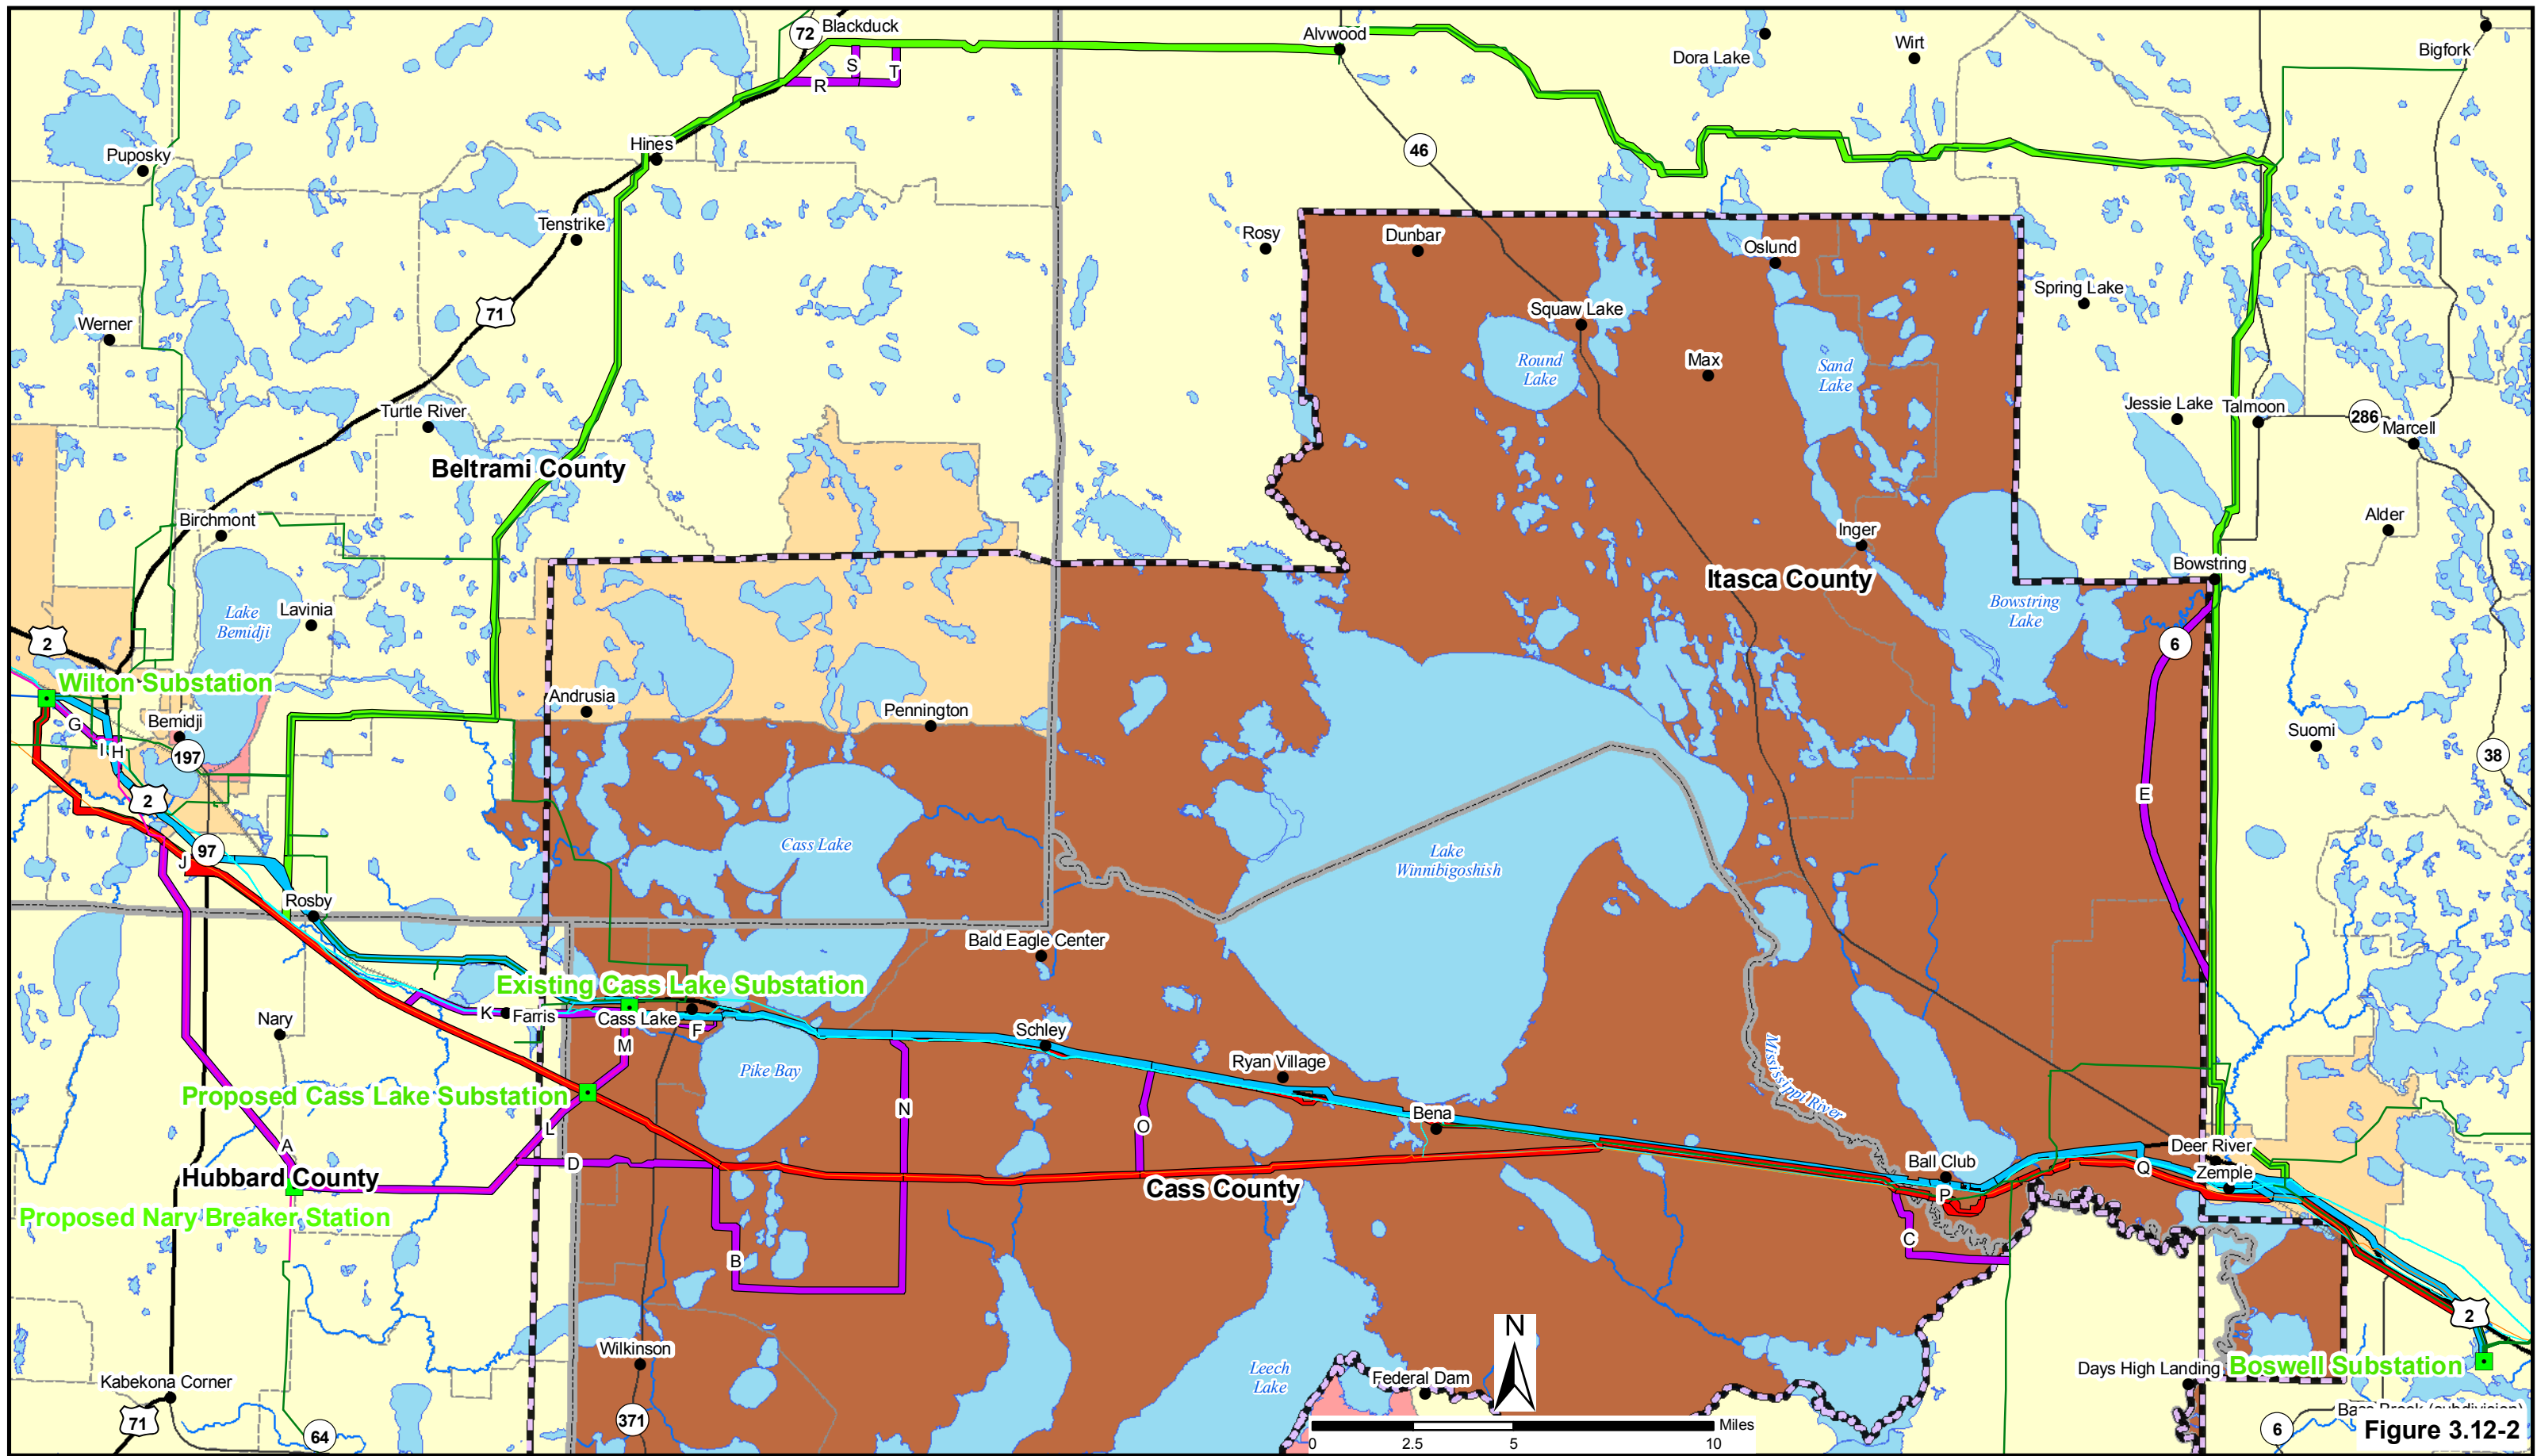 72
Blackduck
Alvwood
Dora Lake
Wirt
Bigfork
S
T
R
Hines
46
Puposky
Tenstrike
Rosy
Dunbar
Oslund
Spring Lake
71
Werner
Squaw Lake
Round
Lake
Max
Sand
Lake
Turtle River
Jessie Lake
Talmoon
286
Marcell
Beltrami County
Birchmont
Inger
Alder
Itasca County
Bowstring
Lake
Bemidji
Lavinia
Bowstring
Lake
2
6
Wilton Substation
Andrusia
Pennington
G
Bemidji
I
H
197
Suomi
38
2
E
Cass Lake
Lake
Winnibigoshish
J
97
Rosby
Bald Eagle Center
Existing Cass Lake Substation
K
Farris
Cass Lake
F
Nary
M
Schley
Ryan Village
Pike Bay
Mississippi River
Proposed Cass Lake Substation
N
Bena
L
O
A
D
Deer River
Ball Club
Q
Zemple
Hubbard County
Cass County
P
Proposed Nary Breaker Station
C
B
2
N
Wilkinson
Leech
Lake
Federal Dam
Days High Landing
Boswell Substation
Kabekona Corner
71
64
371
Miles
0
2.5
5
10
6
Bass Brook (subdivision)
Figure 3.12-2